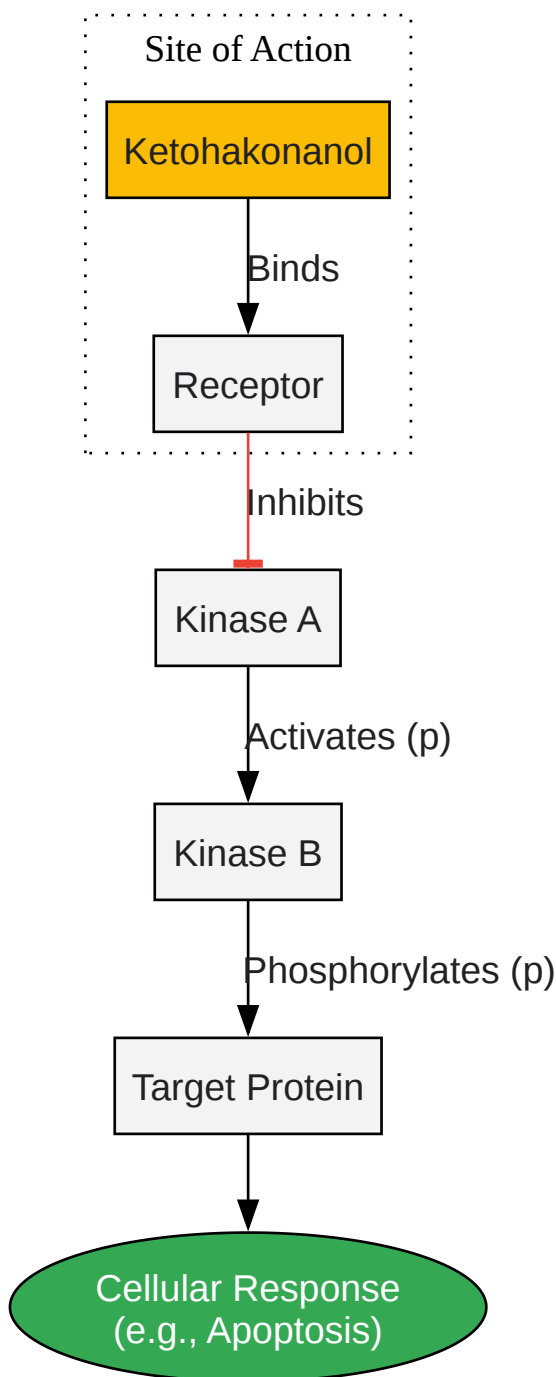 Site of Action
Ketohakonanol
Binds
Receptor
Inhibits
Kinase A
Activates (p)
Kinase B
Phosphorylates (p)
Target Protein
Cellular Response
(e.g., Apoptosis)